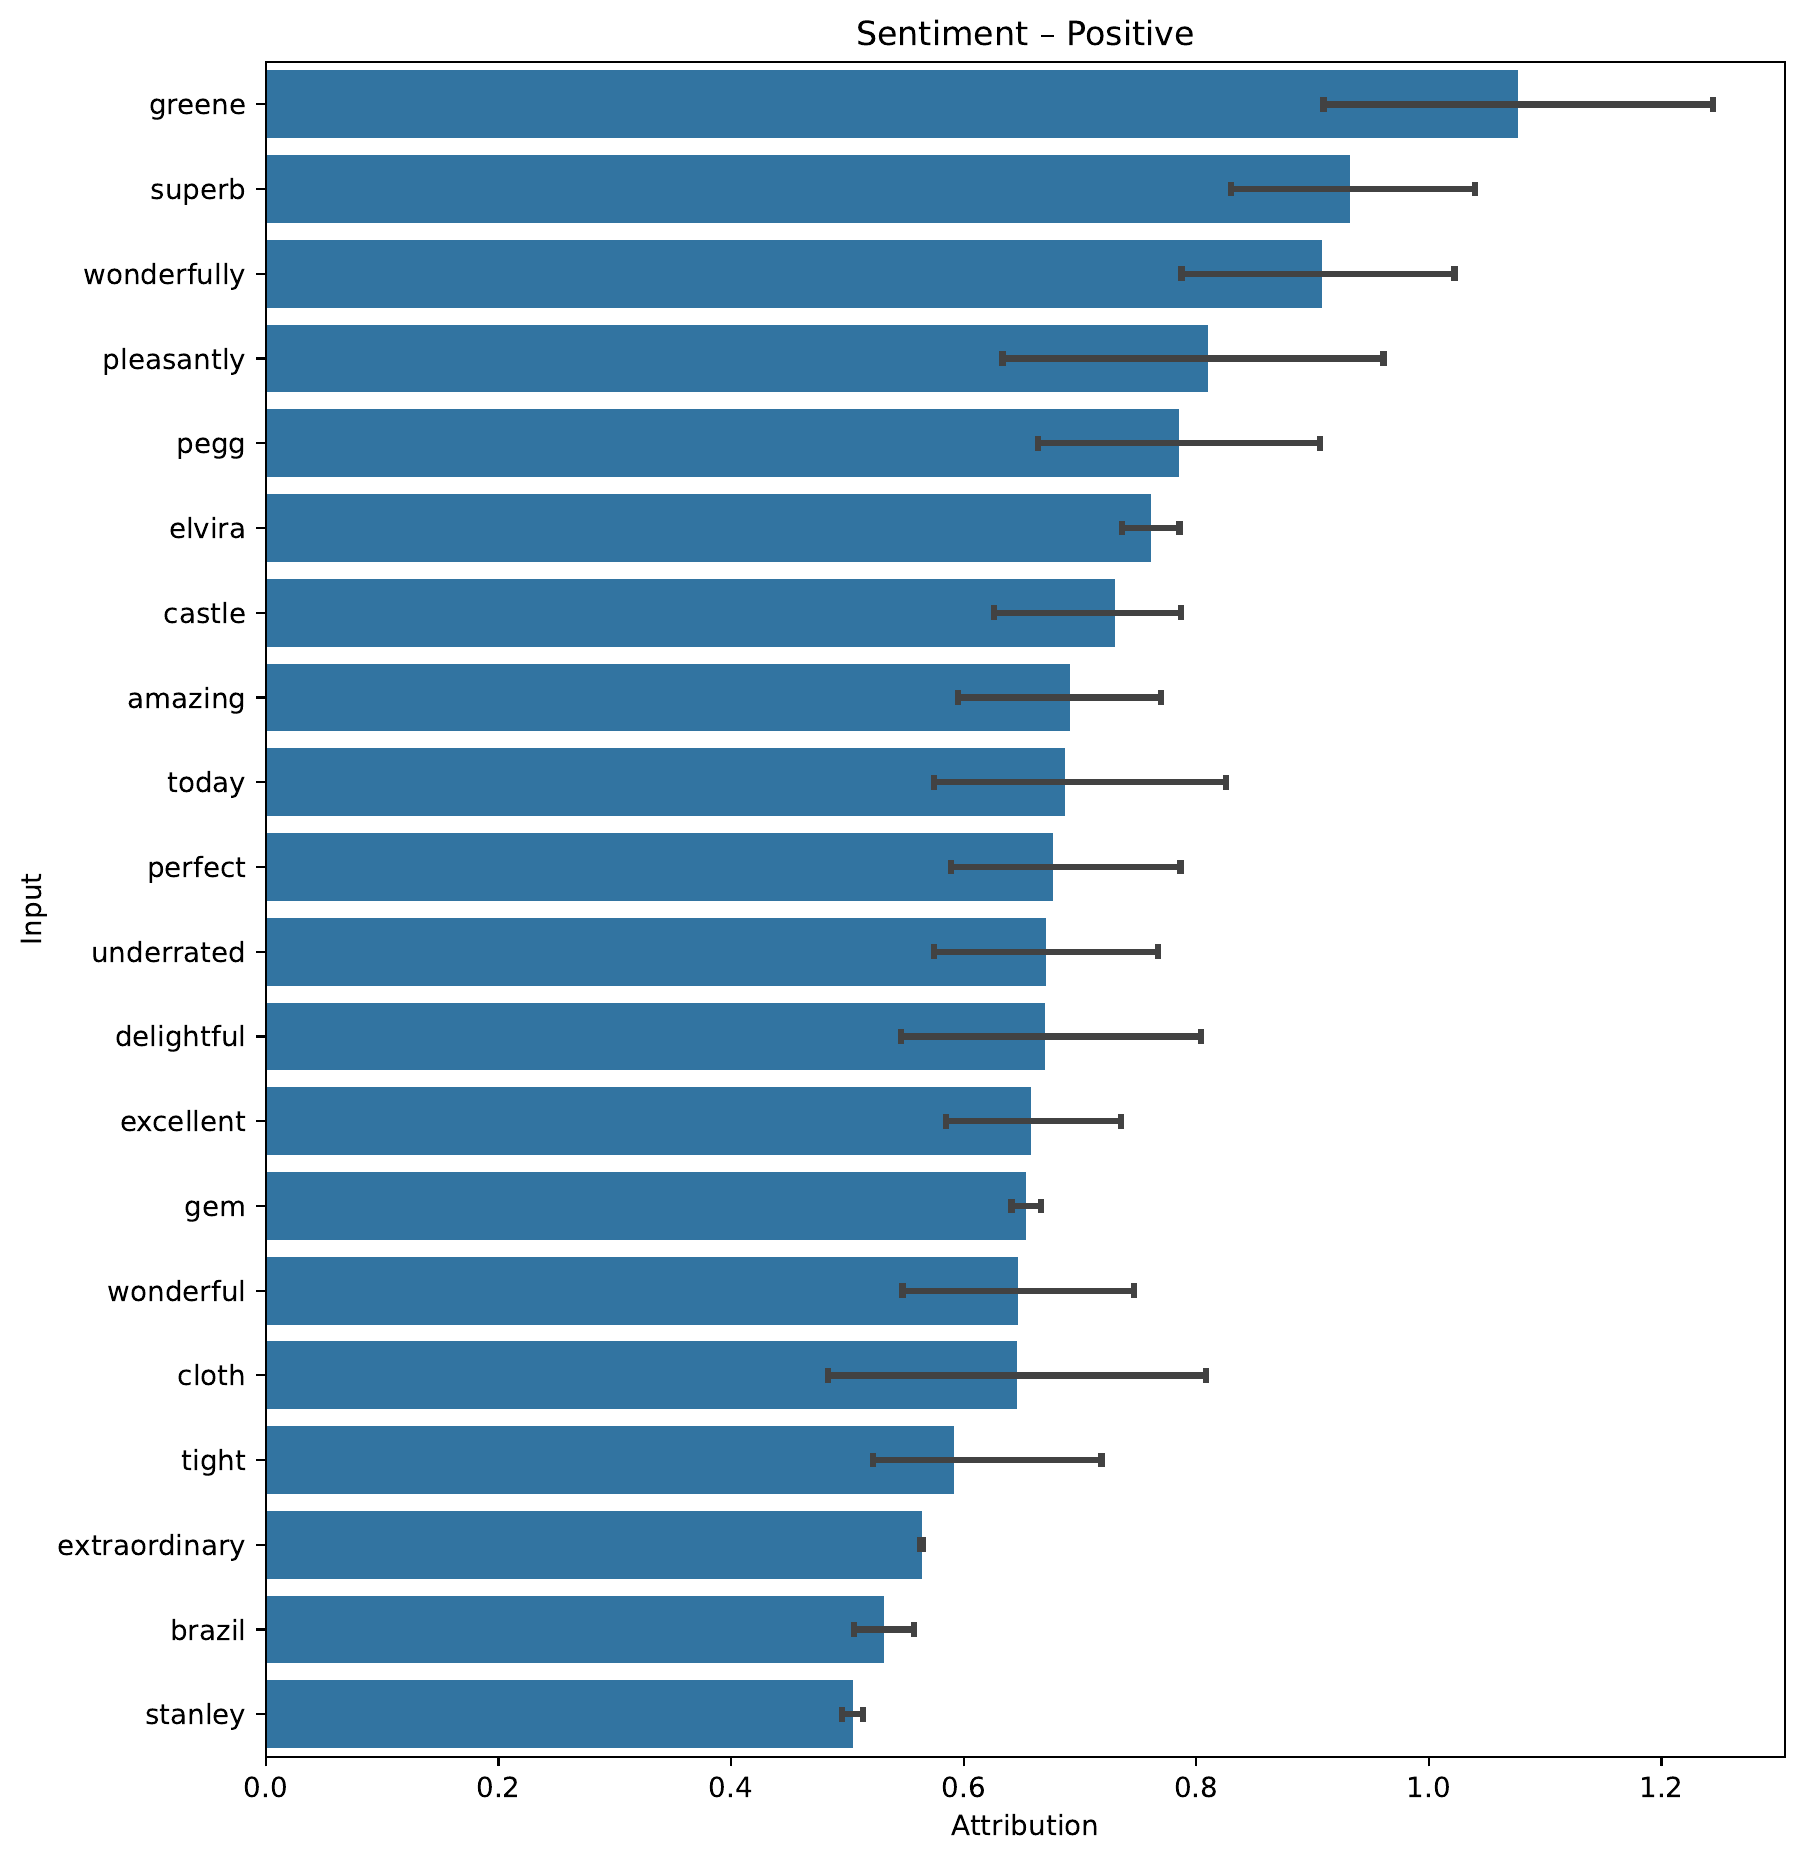 Sentiment – Positive
greene
superb
wonderfully
pleasantly
pegg
elvira
castle
amazing
today
perfect
underrated
delightful
excellent
gem
wonderful
cloth
tight
extraordinary
brazil
stanley
Input
0.0 0.2 0.4 0.6 0.8 1.0 1.2
Attribution